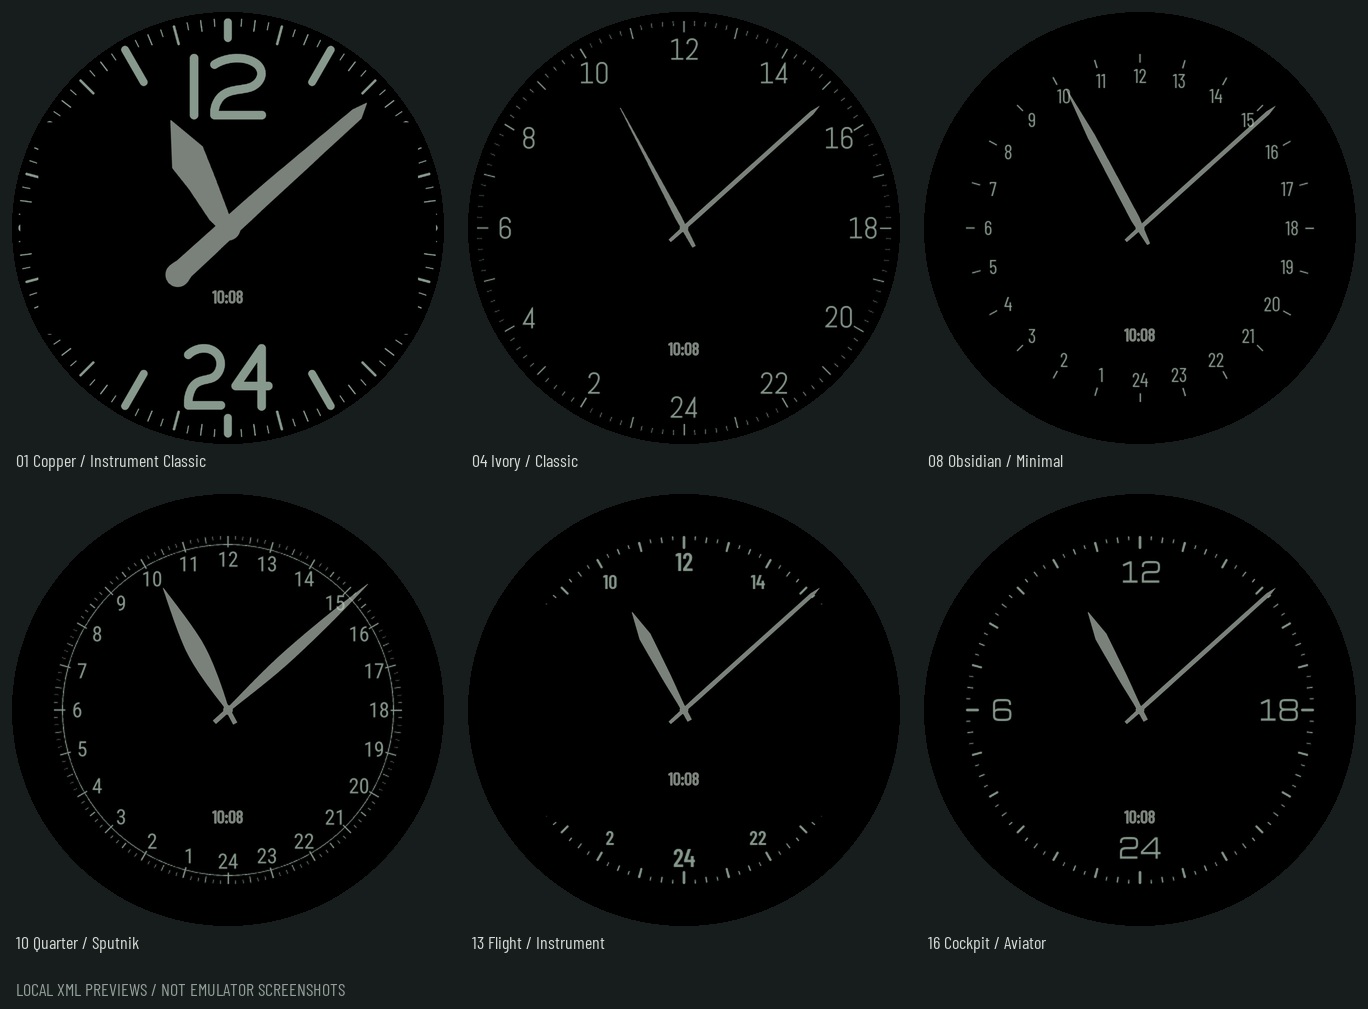 12
10:08
24
01 Copper / Instrument Classic
12
10 14
8 16
6 18
4 20
10:08
2 22
24
04 Ivory / Classic
11 12 13
10 14
9 15
8 16
7 17
6 18
5 19
4 20
3 10:08 21
2 22
1 24 23
08 Obsidian / Minimal
11 12 13
10 14
9 15
8 16
7 17
6 18
5 19
4 20
3 10:08 21
2 22
1 24 23
10 Quarter / Sputnik
12
10 14
10:08
2 22
24
13 Flight / Instrument
12
6 18
10:08
24
16 Cockpit / Aviator
LOCAL XML PREVIEWS / NOT EMULATOR SCREENSHOTS